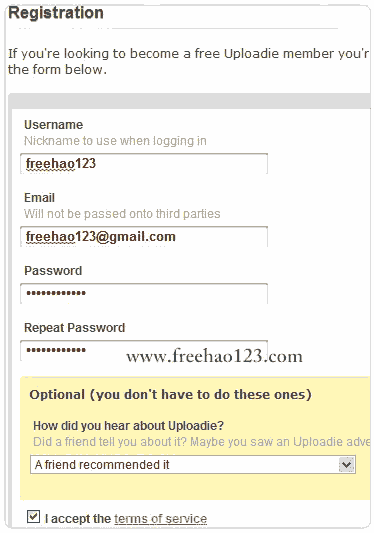 Registration
If you're looking to become a free Uploadie member you'r
the form below.
Username
Nickname to use when logging in
freehao123
Email
Will not be passed onto third parties
freehao123@gmail.com
Password
••••••••••••
Repeat Password
••••••••••••
www.freehao123.com
Optional (you don't have to do these ones)
How did you hear about Uploadie?
Did a friend tell you about it? Maybe you saw an Uploadie adve
A friend recommended it
I accept the terms of service